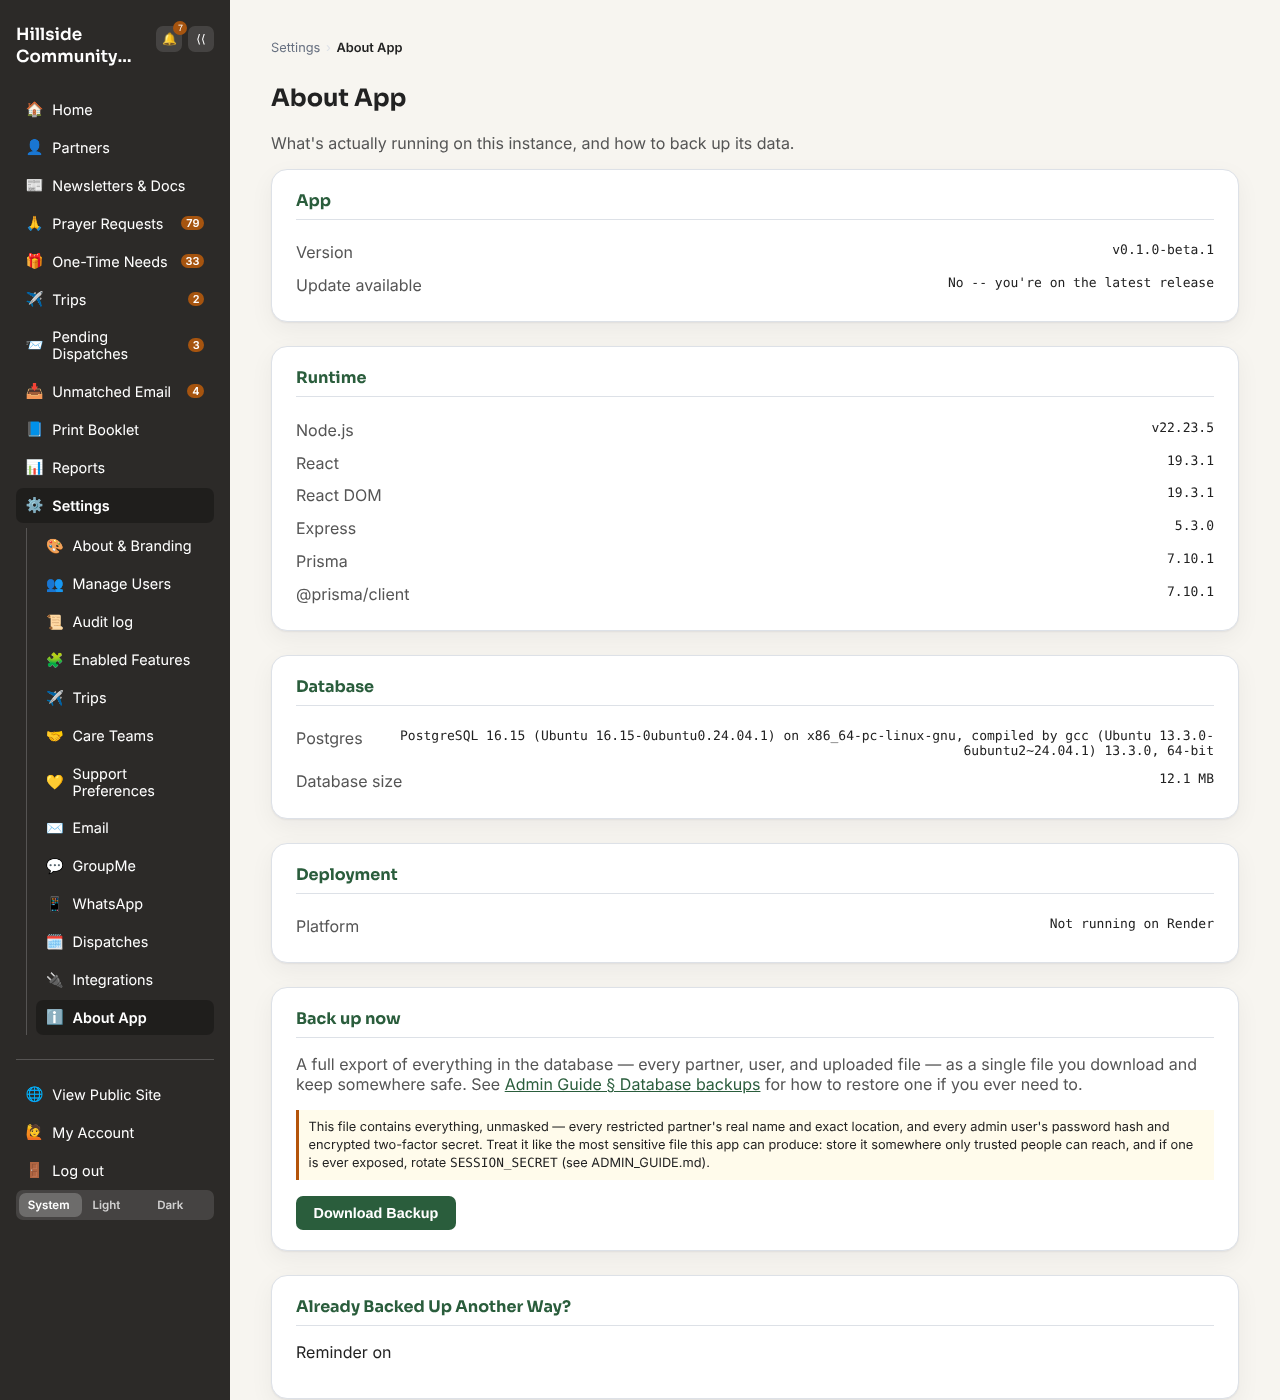 Hillside
Community...
7
⟨⟨
Home
Partners
Newsletters & Docs
Prayer Requests 79
One-Time Needs 33
Trips 2
Pending
Dispatches 3
Unmatched Email 4
Print Booklet
Reports
Settings
About & Branding
Manage Users
Audit log
Enabled Features
Trips
Care Teams
Support
Preferences
Email
GroupMe
WhatsApp
Dispatches
Integrations
About App
View Public Site
My Account
Log out
System Light Dark
Settings › About App
About App
What's actually running on this instance, and how to back up its data.
App
Version v0.1.0-beta.1
Update available No -- you're on the latest release
Runtime
Node.js v22.23.5
React 19.3.1
React DOM 19.3.1
Express 5.3.0
Prisma 7.10.1
@prisma/client 7.10.1
Database
Postgres PostgreSQL 16.15 (Ubuntu 16.15-0ubuntu0.24.04.1) on x86_64-pc-linux-gnu, compiled by gcc (Ubuntu 13.3.0-
6ubuntu2~24.04.1) 13.3.0, 64-bit
Database size 12.1 MB
Deployment
Platform Not running on Render
Back up now
A full export of everything in the database — every partner, user, and uploaded file — as a single file you download and
keep somewhere safe. See Admin Guide § Database backups for how to restore one if you ever need to.
This file contains everything, unmasked — every restricted partner's real name and exact location, and every admin user's password hash and
encrypted two-factor secret. Treat it like the most sensitive file this app can produce: store it somewhere only trusted people can reach, and if one
is ever exposed, rotate SESSION_SECRET (see ADMIN_GUIDE.md).
Download Backup
Already Backed Up Another Way?
Reminder on